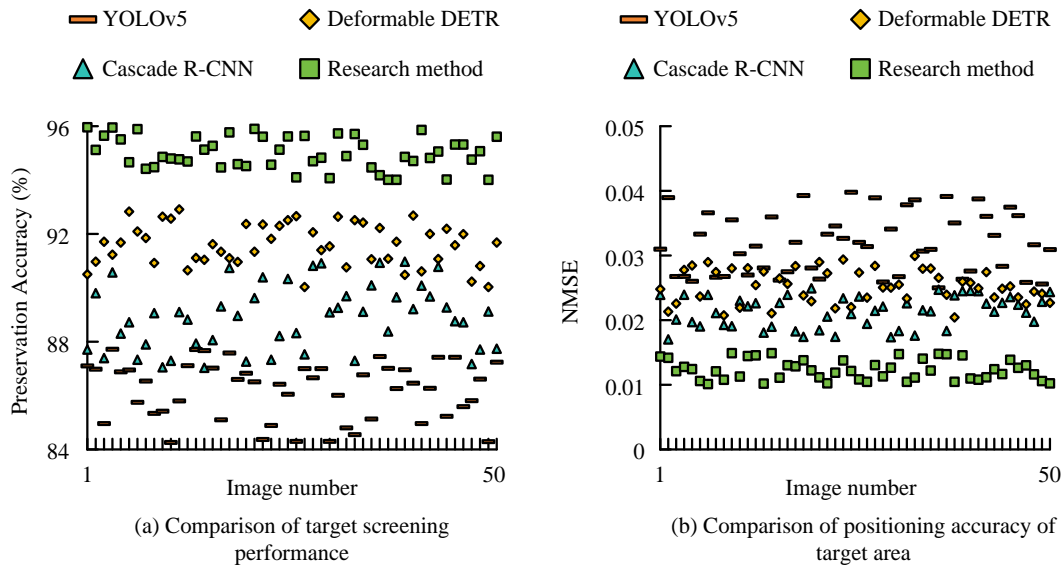 YOLOv5
Deformable DETR
Cascade R-CNN
Research method
96
92
88
84
Preservation Accuracy (%)
1
50
Image number
(a) Comparison of target screening
performance
YOLOv5
Deformable DETR
Cascade R-CNN
Research method
0.05
0.04
0.03
0.02
0.01
0
NMSE
1
50
Image number
(b) Comparison of positioning accuracy of
target area